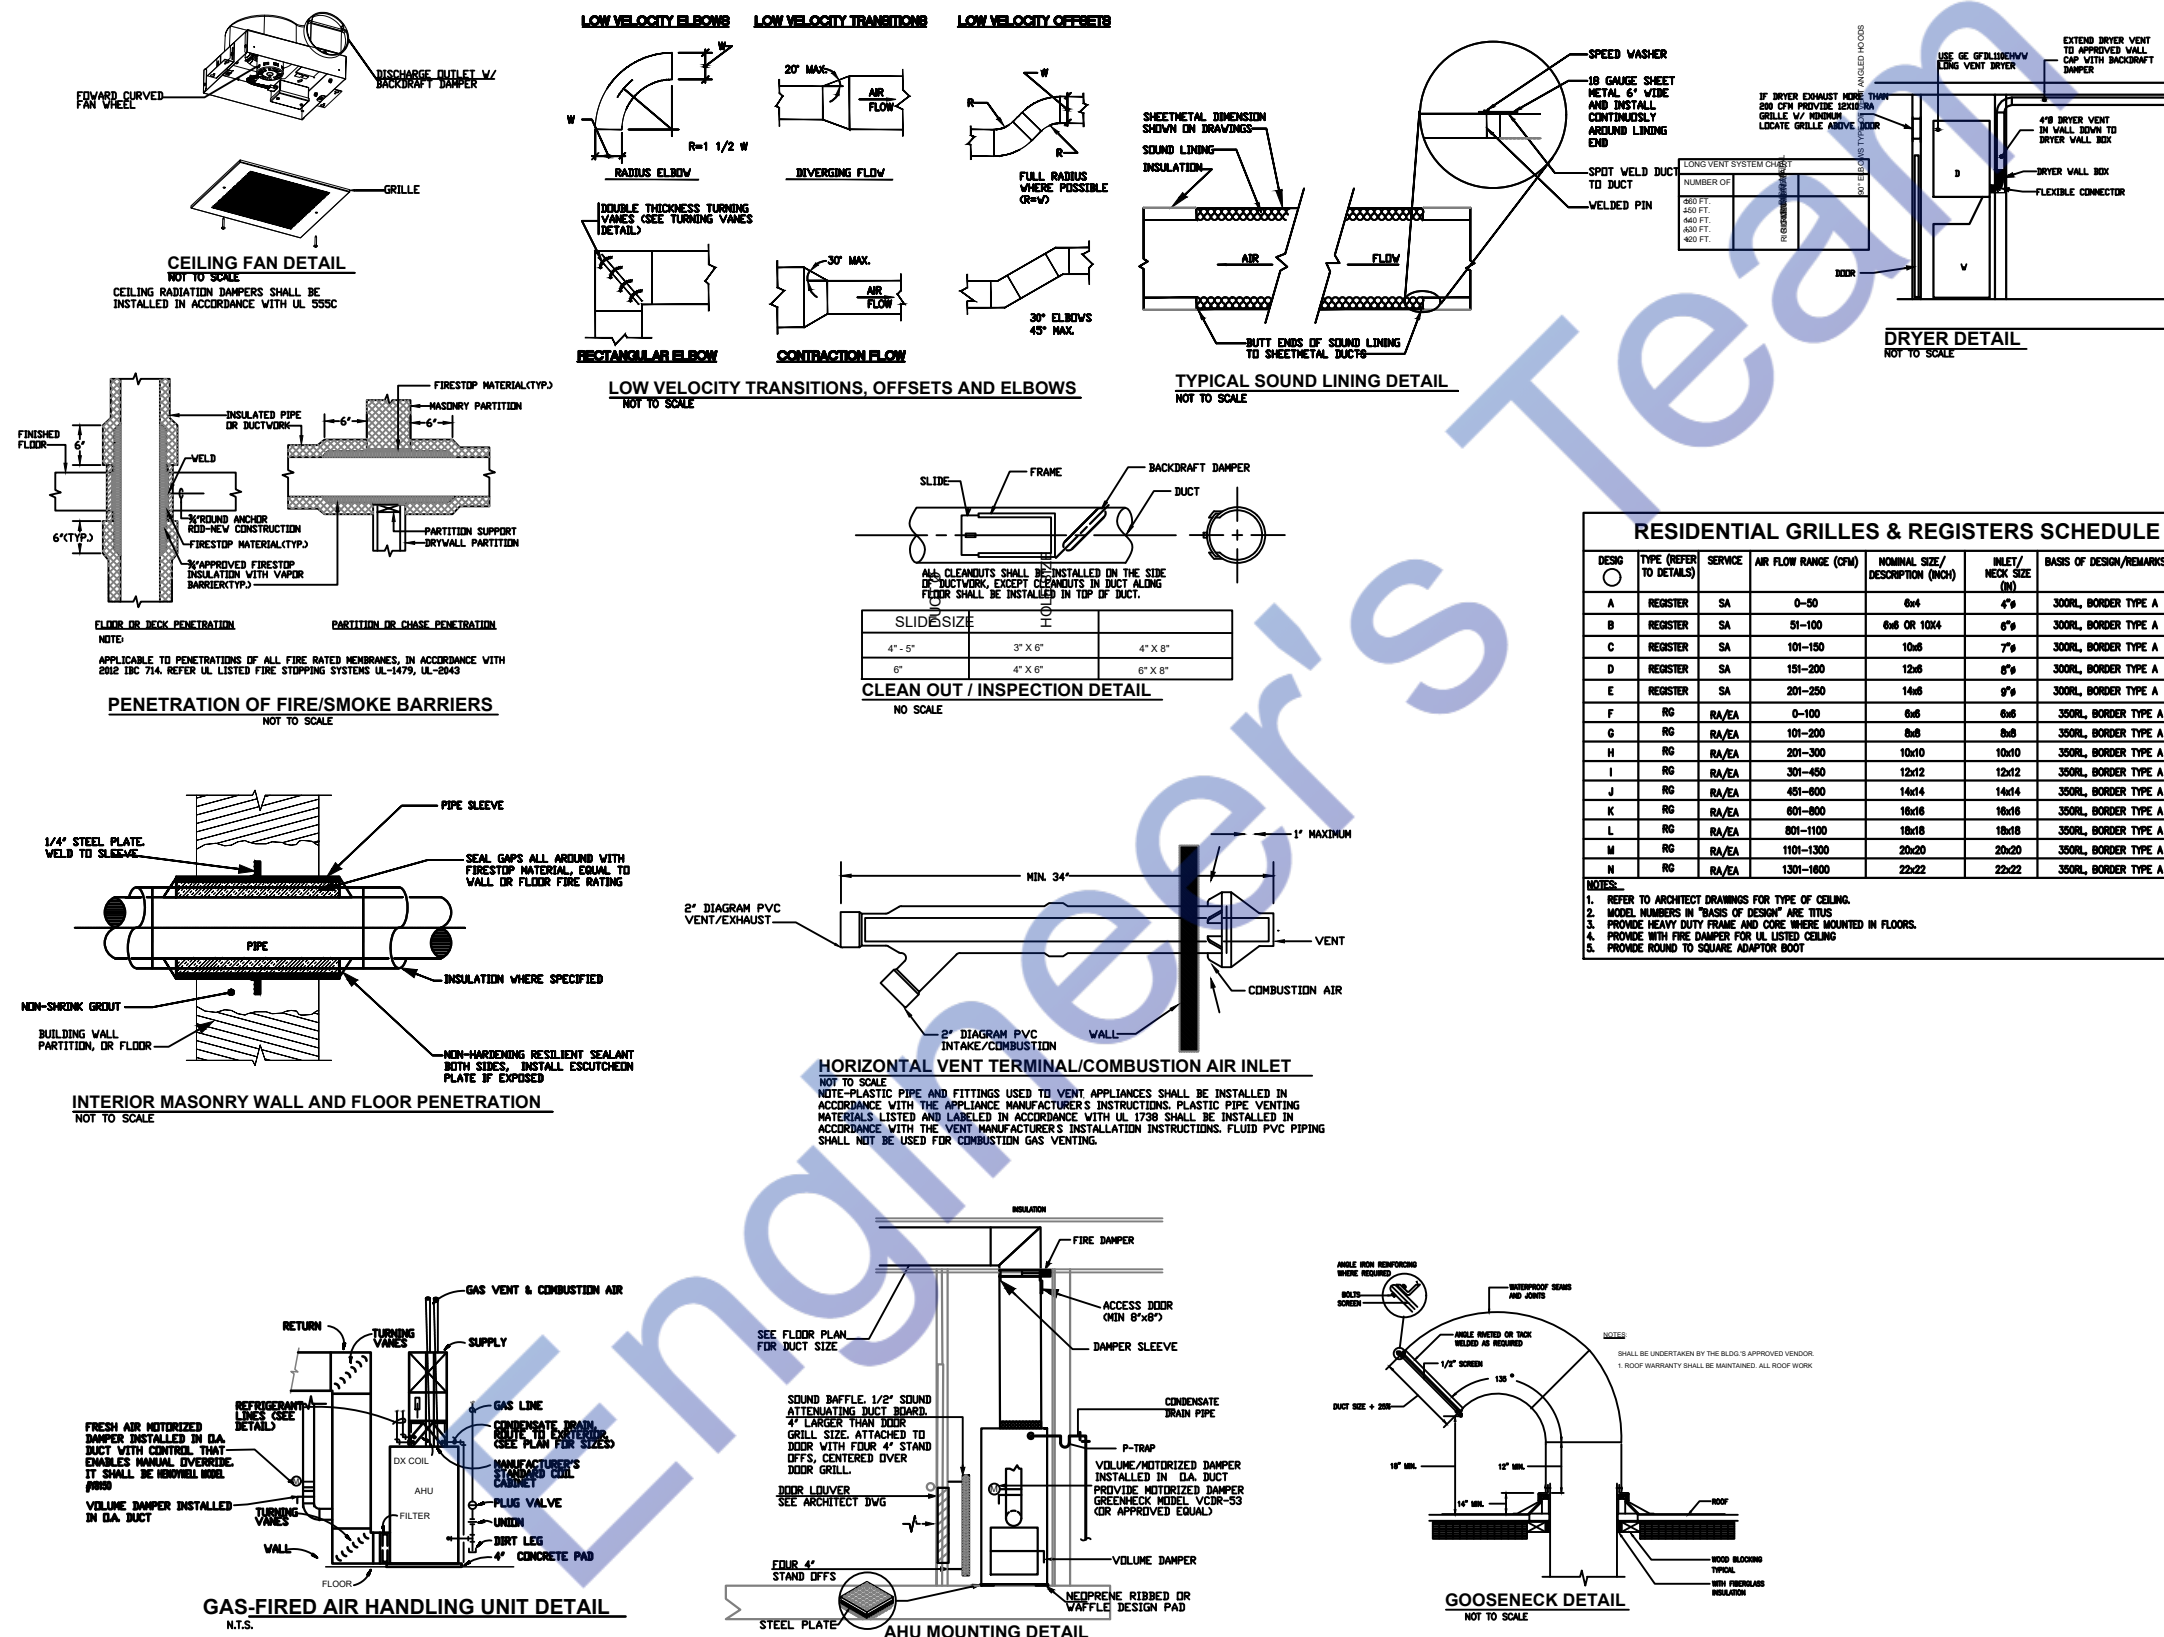 FOWARD CURVED
FAN WHEEL
DISCHARGE OUTLET W/
BACKDRAFT DAMPER
GRILLE
CEILING FAN DETAIL
NOT TO SCALE
CEILING RADIATION DAMPERS SHALL BE
INSTALLED IN ACCORDANCE WITH UL 555C
LOW VELOCITY ELBOWS
LOW VELOCITY TRANSITIONS
LOW VELOCITY OFFSETS
W
W
R=1 1/2 W
RADIUS ELBOW
20° MAX.
AIR
FLOW
DIVERGING FLOW
W
R
R
FULL RADIUS
WHERE POSSIBLE
(R=W)
DOUBLE THICKNESS TURNING
VANES (SEE TURNING VANES
DETAIL)
RECTANGULAR ELBOW
30° MAX.
AIR
FLOW
CONTRACTION FLOW
30° ELBOWS
45° MAX.
LOW VELOCITY TRANSITIONS, OFFSETS AND ELBOWS
NOT TO SCALE
SHEETMETAL DIMENSION
SHOWN ON DRAWINGS
SOUND LINING
INSULATION
AIR
FLOW
SPEED WASHER
18 GAUGE SHEET
METAL 6" WIDE
AND INSTALL
CONTINUOSLY
AROUND LINING
END
SPOT WELD DUCT
TO DUCT
WELDED PIN
BUTT ENDS OF SOUND LINING
TO SHEETMETAL DUCTS
TYPICAL SOUND LINING DETAIL
NOT TO SCALE
USE GE GFDL110EHWW
LONG VENT DRYER
EXTEND DRYER VENT
TO APPROVED WALL
CAP WITH BACKDRAFT
DAMPER
IF DRYER EXHAUST MORE THAN
200 CFM PROVIDE 12X10 RA
GRILLE W/ MINIMUM
LOCATE GRILLE ABOVE DOOR
4"Ø DRYER VENT
IN WALL DOWN TO
DRYER WALL BOX
LONG VENT SYSTEM CHART
NUMBER OF
160 FT.
150 FT.
140 FT.
130 FT.
120 FT.
D
DRYER WALL BOX
FLEXIBLE CONNECTOR
DOOR
W
DRYER DETAIL
NOT TO SCALE
FINISHED
FLOOR
6"
6"(TYP.)
INSULATED PIPE
OR DUCTWORK
WELD
3/8"ROUND ANCHOR
ROD-NEW CONSTRUCTION
FIRESTOP MATERIAL(TYP.)
3/8"APPROVED FIRESTOP
INSULATION WITH VAPOR
BARRIER(TYP.)
FIRESTOP MATERIAL(TYP.)
MASONRY PARTITION
6"
6"
PARTITION SUPPORT
DRYWALL PARTITION
FLOOR OR DECK PENETRATION
PARTITION OR CHASE PENETRATION
NOTE:
APPLICABLE TO PENETRATIONS OF ALL FIRE RATED MEMBRANES, IN ACCORDANCE WITH
2012 IBC 714. REFER UL LISTED FIRE STOPPING SYSTEMS UL-1479, UL-2043
PENETRATION OF FIRE/SMOKE BARRIERS
NOT TO SCALE
SLIDE
FRAME
BACKDRAFT DAMPER
DUCT
ALL CLEANOUTS SHALL BE INSTALLED ON THE SIDE
OF DUCTWORK, EXCEPT CLEANOUTS IN DUCT ALONG
FLOOR SHALL BE INSTALLED IN TOP OF DUCT.
SLIDE SIZE
HOLE SIZE
4" - 5" 3" X 6" 4" X 8"
6" 4" X 6" 6" X 8"
CLEAN OUT / INSPECTION DETAIL
NO SCALE
RESIDENTIAL GRILLES & REGISTERS SCHEDULE
DESIG TYPE (REFER TO DETAILS) SERVICE AIR FLOW RANGE (CFM) NOMINAL SIZE/ DESCRIPTION (INCH) INLET/ NECK SIZE (IN) BASIS OF DESIGN/REMARKS
A REGISTER SA 0-50 6x4 4"ø 300RL, BORDER TYPE A
B REGISTER SA 51-100 6x6 OR 10X4 6"ø 300RL, BORDER TYPE A
C REGISTER SA 101-150 10x6 7"ø 300RL, BORDER TYPE A
D REGISTER SA 151-200 12x6 8"ø 300RL, BORDER TYPE A
E REGISTER SA 201-250 14x6 9"ø 300RL, BORDER TYPE A
F RG RA/EA 0-100 6x6 6x6 350RL, BORDER TYPE A
G RG RA/EA 101-200 8x8 8x8 350RL, BORDER TYPE A
H RG RA/EA 201-300 10x10 10x10 350RL, BORDER TYPE A
I RG RA/EA 301-450 12x12 12x12 350RL, BORDER TYPE A
J RG RA/EA 451-600 14x14 14x14 350RL, BORDER TYPE A
K RG RA/EA 601-800 16x16 16x16 350RL, BORDER TYPE A
L RG RA/EA 801-1100 18x18 18x18 350RL, BORDER TYPE A
M RG RA/EA 1101-1300 20x20 20x20 350RL, BORDER TYPE A
N RG RA/EA 1301-1600 22x22 22x22 350RL, BORDER TYPE A
NOTES:
1. REFER TO ARCHITECT DRAWINGS FOR TYPE OF CEILING.
2. MODEL NUMBERS IN "BASIS OF DESIGN" ARE TITUS
3. PROVIDE HEAVY DUTY FRAME AND CORE WHERE MOUNTED IN FLOORS.
4. PROVIDE WITH FIRE DAMPER FOR UL LISTED CEILING
5. PROVIDE ROUND TO SQUARE ADAPTOR BOOT
1/4" STEEL PLATE.
WELD TO SLEEVE
PIPE SLEEVE
SEAL GAPS ALL AROUND WITH
FIRESTOP MATERIAL, EQUAL TO
WALL OR FLOOR FIRE RATING
PIPE
INSULATION WHERE SPECIFIED
NON-SHRINK GROUT
BUILDING WALL
PARTITION, OR FLOOR
NON-HARDENING RESILIENT SEALANT
BOTH SIDES, INSTALL ESCUTCHEON
PLATE IF EXPOSED
INTERIOR MASONRY WALL AND FLOOR PENETRATION
NOT TO SCALE
1" MAXIMUM
MIN. 34"
2" DIAGRAM PVC
VENT/EXHAUST
VENT
COMBUSTION AIR
2" DIAGRAM PVC
INTAKE/COMBUSTION
WALL
HORIZONTAL VENT TERMINAL/COMBUSTION AIR INLET
NOT TO SCALE
NOTE-PLASTIC PIPE AND FITTINGS USED TO VENT APPLIANCES SHALL BE INSTALLED IN
ACCORDANCE WITH THE APPLIANCE MANUFACTURERS INSTRUCTIONS. PLASTIC PIPE VENTING
MATERIALS LISTED AND LABELED IN ACCORDANCE WITH UL 1738 SHALL BE INSTALLED IN
ACCORDANCE WITH THE VENT MANUFACTURERS INSTALLATION INSTRUCTIONS. FLUID PVC PIPING
SHALL NOT BE USED FOR COMBUSTION GAS VENTING.
GAS VENT & COMBUSTION AIR
RETURN
TURNING
VANES
SUPPLY
REFRIGERANT
LINES (SEE
DETAIL)
GAS LINE
CONDENSATE DRAIN,
ROUTE TO EXRTERIOR.
(SEE PLAN FOR SIZES)
FRESH AIR MOTORIZED
DAMPER INSTALLED IN O.A.
DUCT WITH CONTROL THAT
ENABLES MANUAL OVERRIDE.
IT SHALL BE HENOYWELL MODEL
DX COIL
AHU
MANUFACTURER'S
STANDARD COIL
CABINET
VOLUME DAMPER INSTALLED
IN O.A. DUCT
TURNING
VANES
FILTER
PLUG VALVE
UNION
DIRT LEG
4" CONCRETE PAD
WALL
FLOOR
GAS-FIRED AIR HANDLING UNIT DETAIL
N.T.S.
INSULATION
FIRE DAMPER
ACCESS DOOR
(MIN 8"x8")
DAMPER SLEEVE
SEE FLOOR PLAN
FOR DUCT SIZE
SOUND BAFFLE. 1/2" SOUND
ATTENUATING DUCT BOARD.
4" LARGER THAN DOOR
GRILL SIZE. ATTACHED TO
DOOR WITH FOUR 4" STAND
OFFS, CENTERED OVER
DOOR GRILL.
DOOR LOUVER
SEE ARCHITECT DWG
CONDENSATE
DRAIN PIPE
P-TRAP
VOLUME/MOTORIZED DAMPER
INSTALLED IN O.A. DUCT
PROVIDE MOTORIZED DAMPER
GREENHECK MODEL VCDR-53
(OR APPROVED EQUAL)
M
VOLUME DAMPER
FOUR 4"
STAND OFFS
NEOPRENE RIBBED OR
WAFFLE DESIGN PAD
STEEL PLATE
AHU MOUNTING DETAIL
ANGLE IRON REINFORCING
WHERE REQUIRED
BOLTS
SCREEN
WATERPROOF SEAMS
AND JOINTS
ANGLE RIVETED OR TACK
WELDED AS REQUIRED
1/2" SCREEN
135 °
DUCT SIZE + 25%
18" MIN.
12" MIN.
14" MIN.
ROOF
WOOD BLOCKING
TYPICAL
WITH FIBERGLASS
INSULATION
NOTES:
SHALL BE UNDERTAKEN BY THE BLDG.'S APPROVED VENDOR.
1. ROOF WARRANTY SHALL BE MAINTAINED. ALL ROOF WORK
GOOSENECK DETAIL
NOT TO SCALE
Engineer's Team